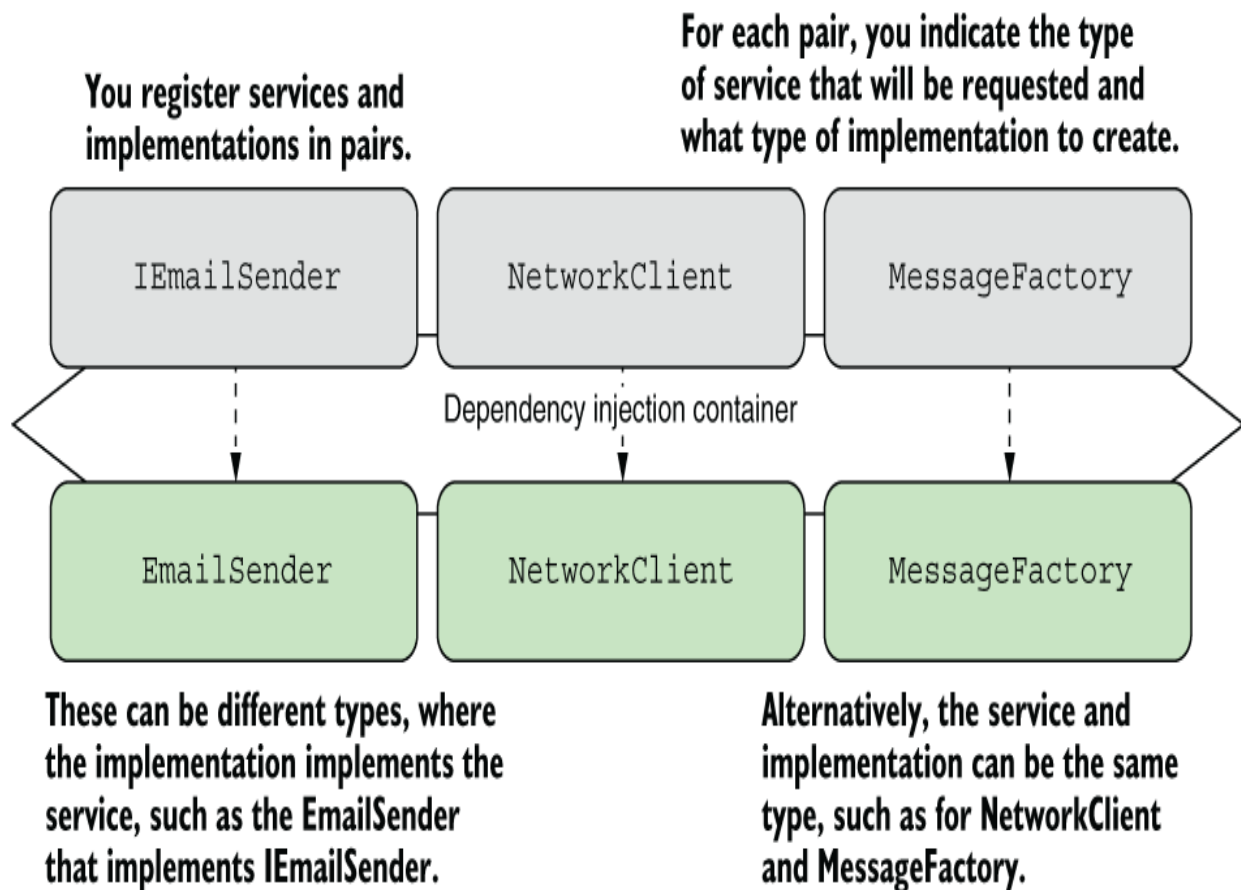 You register services and
implementations in pairs.
For each pair, you indicate the type
of service that will be requested and
what type of implementation to create.
IEmailSender
NetworkClient
MessageFactory
Dependency injection container
EmailSender
NetworkClient
MessageFactory
These can be different types, where
the implementation implements the
service, such as the EmailSender
that implements IEmailSender.
Alternatively, the service and
implementation can be the same
type, such as for NetworkClient
and MessageFactory.